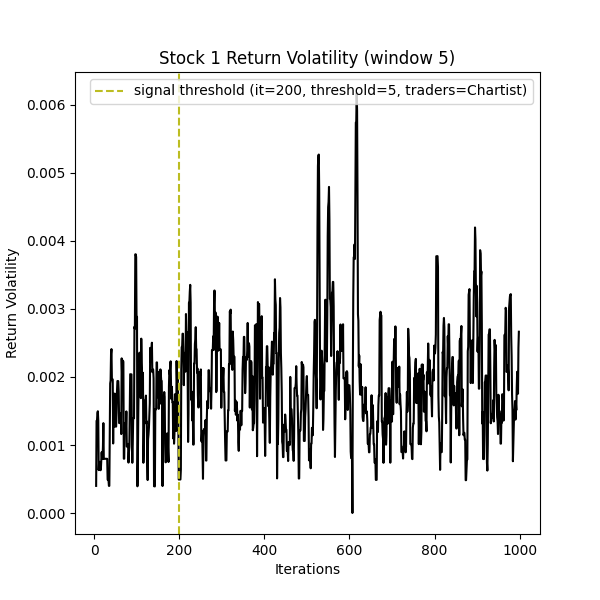 Stock 1 Return Volatility (window 5)
signal threshold (it=200, threshold=5, traders=Chartist)
0.006
0.005
0.004
0.003
0.002
0.001
0.000
Return Volatility
0 200 400 600 800 1000
Iterations